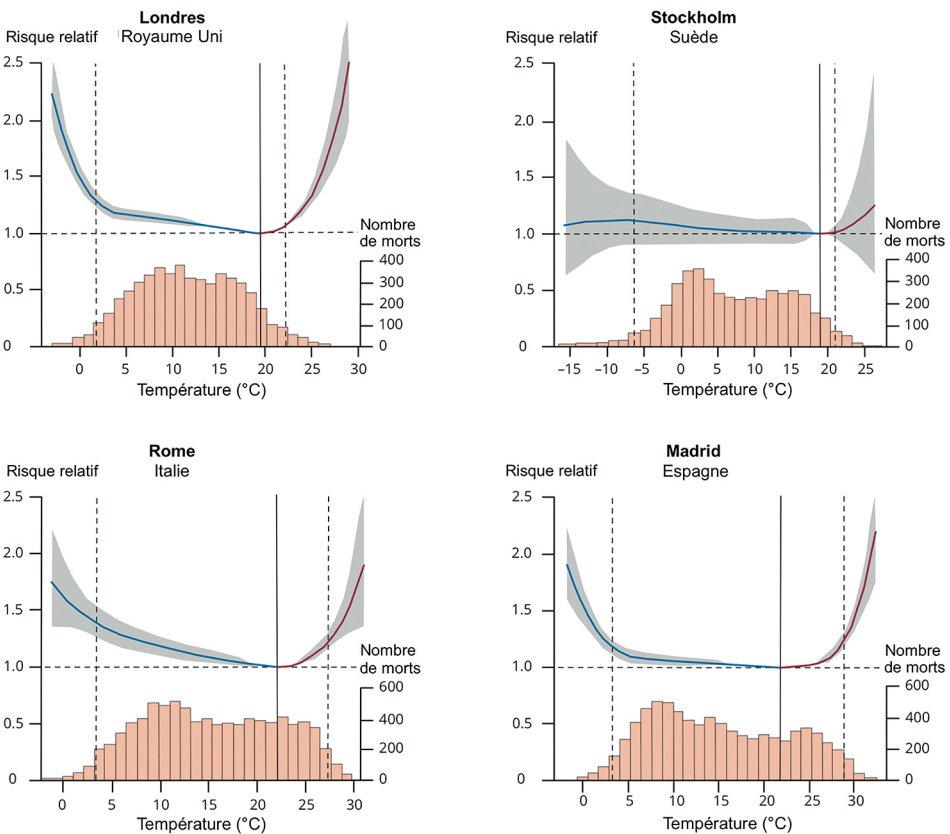 Londres
Risque relatif
Royaume Uni
2.5
2.0
1.5
1.0
0.5
0
Nombre
de morts
400
300
200
100
0
0 5 10 15 20 25 30
Température (°C)
Stockholm
Risque relatif
Suède
2.5
2.0
1.5
1.0
0.5
0
Nombre
de morts
400
300
200
100
0
−15 −10 −5 0 5 10 15 20 25
Température (°C)
Rome
Risque relatif
Italie
2.5
2.0
1.5
1.0
0.5
0
Nombre
de morts
600
400
200
0
0 5 10 15 20 25 30
Température (°C)
Madrid
Risque relatif
Espagne
2.5
2.0
1.5
1.0
0.5
0
Nombre
de morts
600
400
200
0
0 5 10 15 20 25 30
Température (°C)